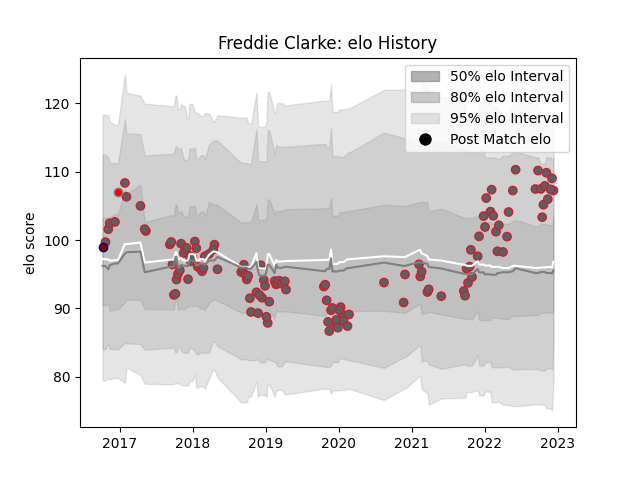 Freddie Clarke: elo History
50% elo Interval
80% elo Interval
95% elo Interval
Post Match elo
elo score
120
110
100
90
80
2017 2018 2019 2020 2021 2022 2023